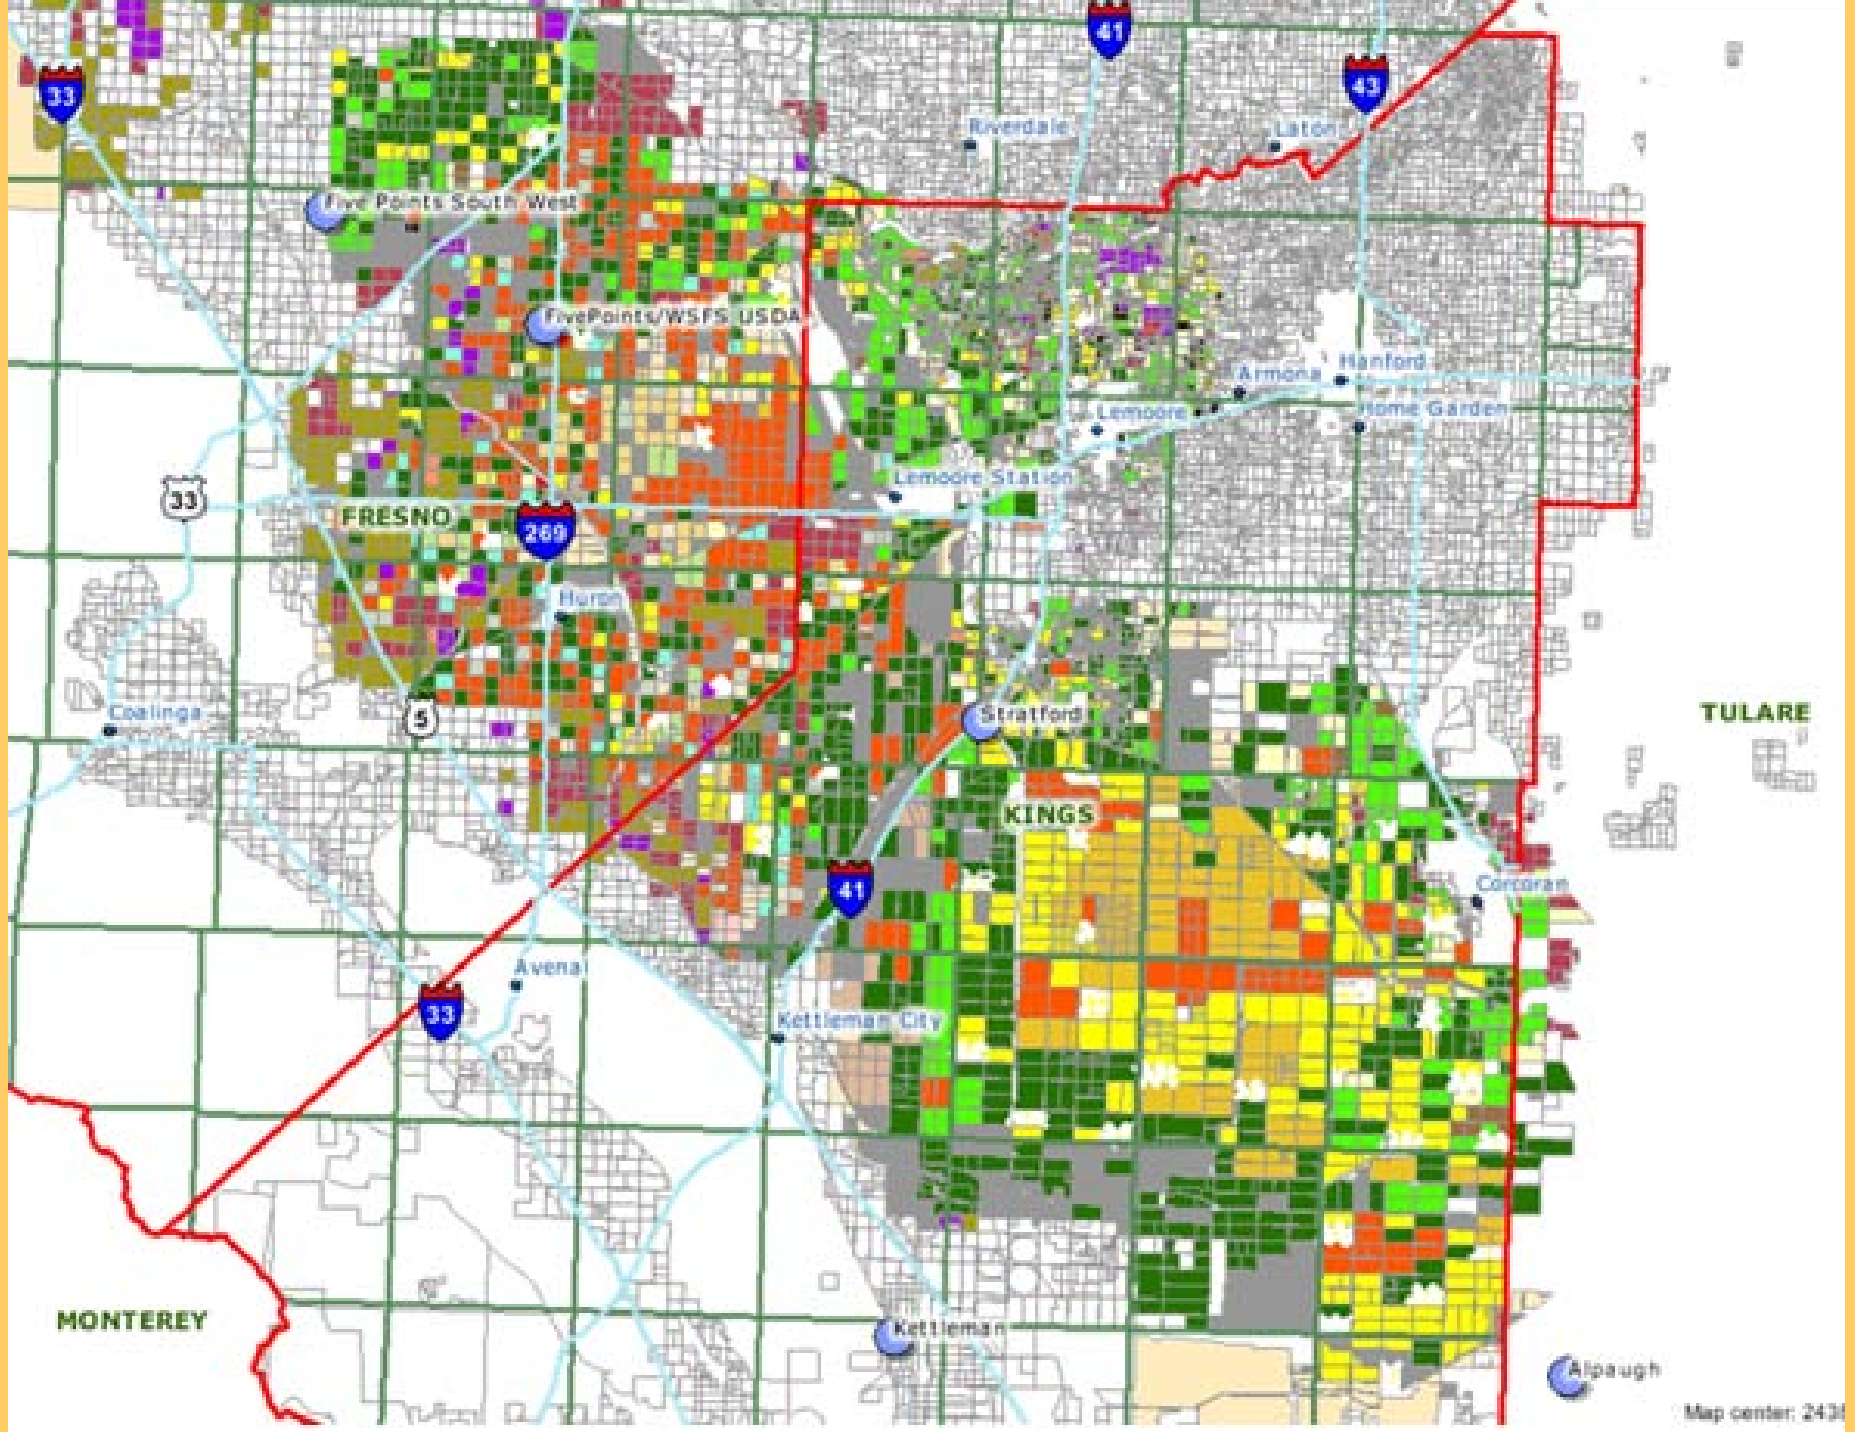 41
33
43
Riverdale
Laton
Five Points South West
FivePoints/WSFS USDA
Hanford
Armona
Lemoore
Home Garden
Lemoore Station
33
FRESNO
269
Huron
Coalinga
5
Stratford
TULARE
KINGS
41
Corcoran
Avenal
33
Kettleman City
MONTEREY
Kettleman
Alpaugh
Map center: 243